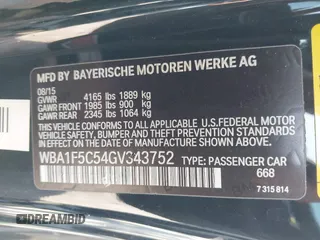 MFD BY BAYERISCHE MOTOREN WERKE AG
08/15
GVWR 4165 lbs 1889 kg
GAWR FRONT 1985 lbs 900 kg
GAWR REAR 2345 lbs 1064 kg
THIS VEHICLE CONFORMS TO ALL APPLICABLE
U.S. FEDERAL MOTOR VEHICLE SAFETY, BUMPER, AND
THEFT PREVENTION STANDARDS IN EFFECT ON THE DATE
OF MANUFACTURE SHOWN ABOVE.
WBA1F5C54GV343752 TYPE: PASSENGER CAR
668
7 315 814
BIDMOTORS